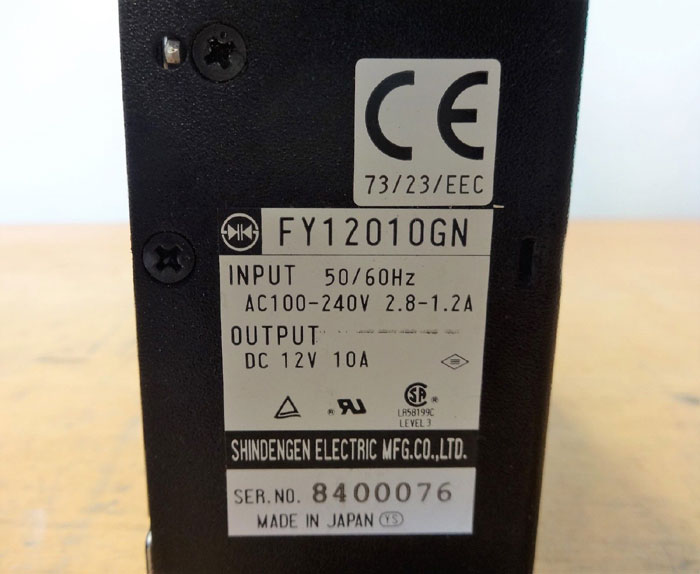 CE
73/23/EEC
FY12010GN
INPUT 50/60Hz
AC100-240V 2.8-1.2A
OUTPUT
DC 12V 10A
LR58199C
LEVEL 3
SHINDENGEN ELECTRIC MFG.CO.,LTD.
SER.NO. 8400076
MADE IN JAPAN YS